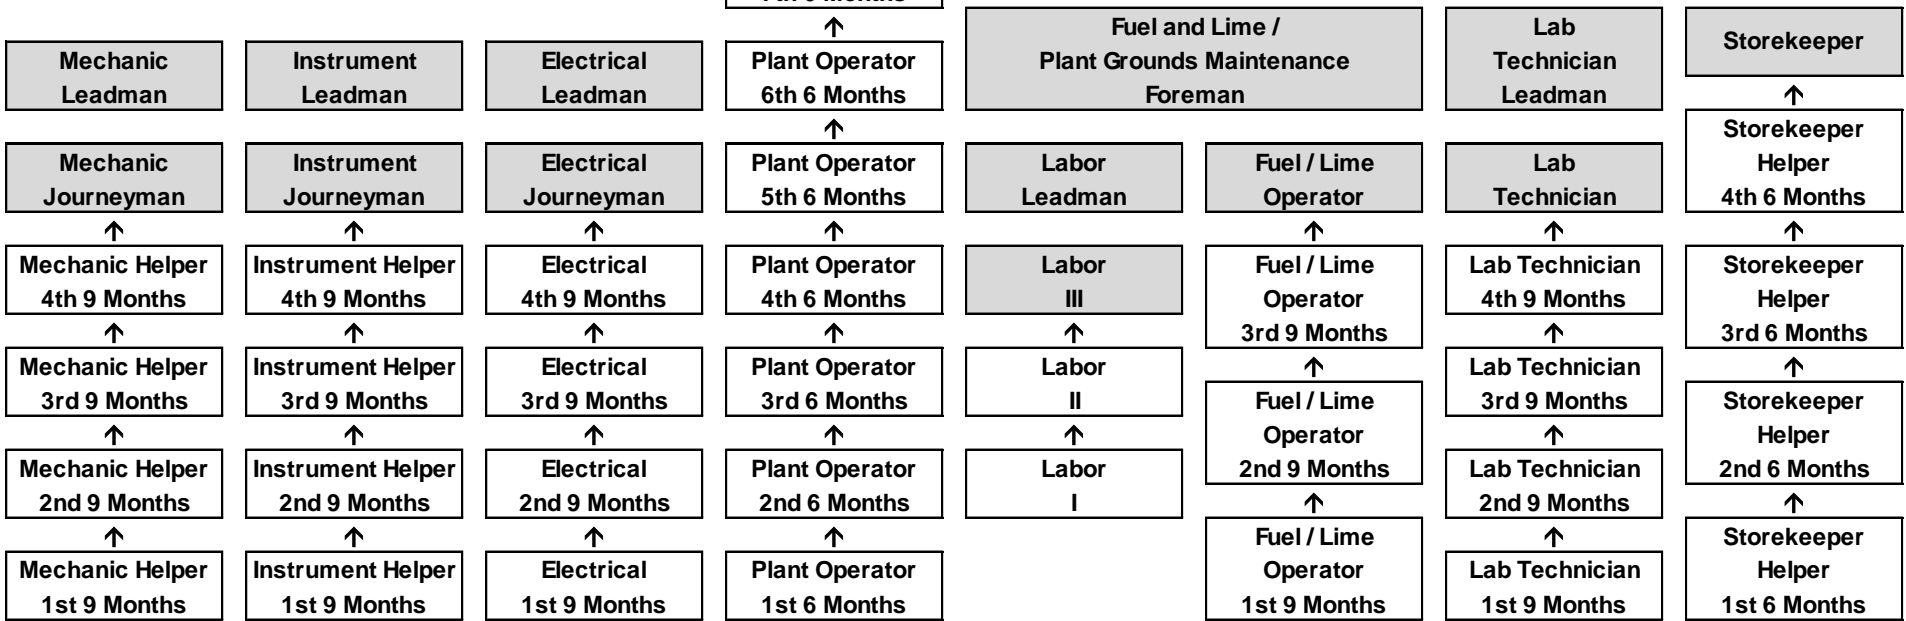 Mechanic
Leadman
Mechanic
Journeyman
Mechanic Helper
4th 9 Months
Mechanic Helper
3rd 9 Months
Mechanic Helper
2nd 9 Months
Mechanic Helper
1st 9 Months
Instrument
Leadman
Instrument
Journeyman
Instrument Helper
4th 9 Months
Instrument Helper
3rd 9 Months
Instrument Helper
2nd 9 Months
Instrument Helper
1st 9 Months
Electrical
Leadman
Electrical
Journeyman
Electrical
4th 9 Months
Electrical
3rd 9 Months
Electrical
2nd 9 Months
Electrical
1st 9 Months
Plant Operator
6th 6 Months
Plant Operator
5th 6 Months
Plant Operator
4th 6 Months
Plant Operator
3rd 6 Months
Plant Operator
2nd 6 Months
Plant Operator
1st 6 Months
Fuel and Lime /
Plant Grounds Maintenance
Foreman
Labor
Leadman
Labor
III
Labor
II
Labor
I
Fuel / Lime
Operator
Fuel / Lime
Operator
3rd 9 Months
Fuel / Lime
Operator
2nd 9 Months
Fuel / Lime
Operator
1st 9 Months
Lab
Technician
Leadman
Lab
Technician
Lab Technician
4th 9 Months
Lab Technician
3rd 9 Months
Lab Technician
2nd 9 Months
Lab Technician
1st 9 Months
Storekeeper
Storekeeper
Helper
4th 6 Months
Storekeeper
Helper
3rd 6 Months
Storekeeper
Helper
2nd 6 Months
Storekeeper
Helper
1st 6 Months